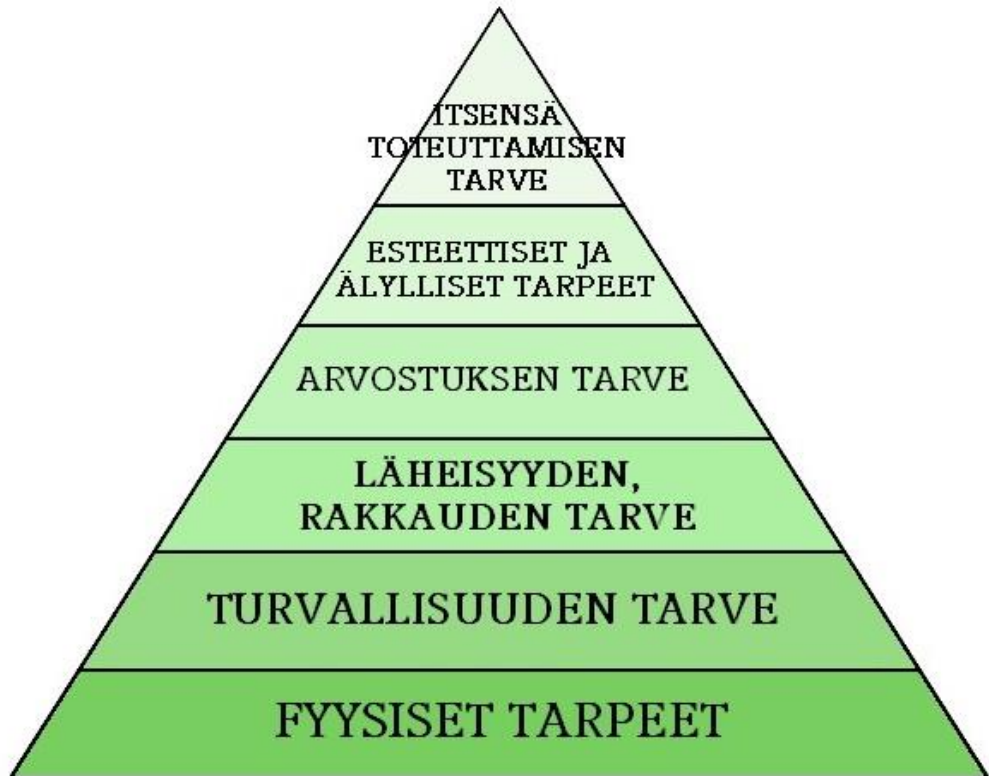 ITSENSÄ
TOTEUTTAMISEN
TARVE
ESTEETTISET JA
ÄLYLLISET TARPEET
ARVOSTUKSEN TARVE
LÄHEISYYDEN,
RAKKAUDEN TARVE
TURVALLISUUDEN TARVE
FYYSISET TARPEET